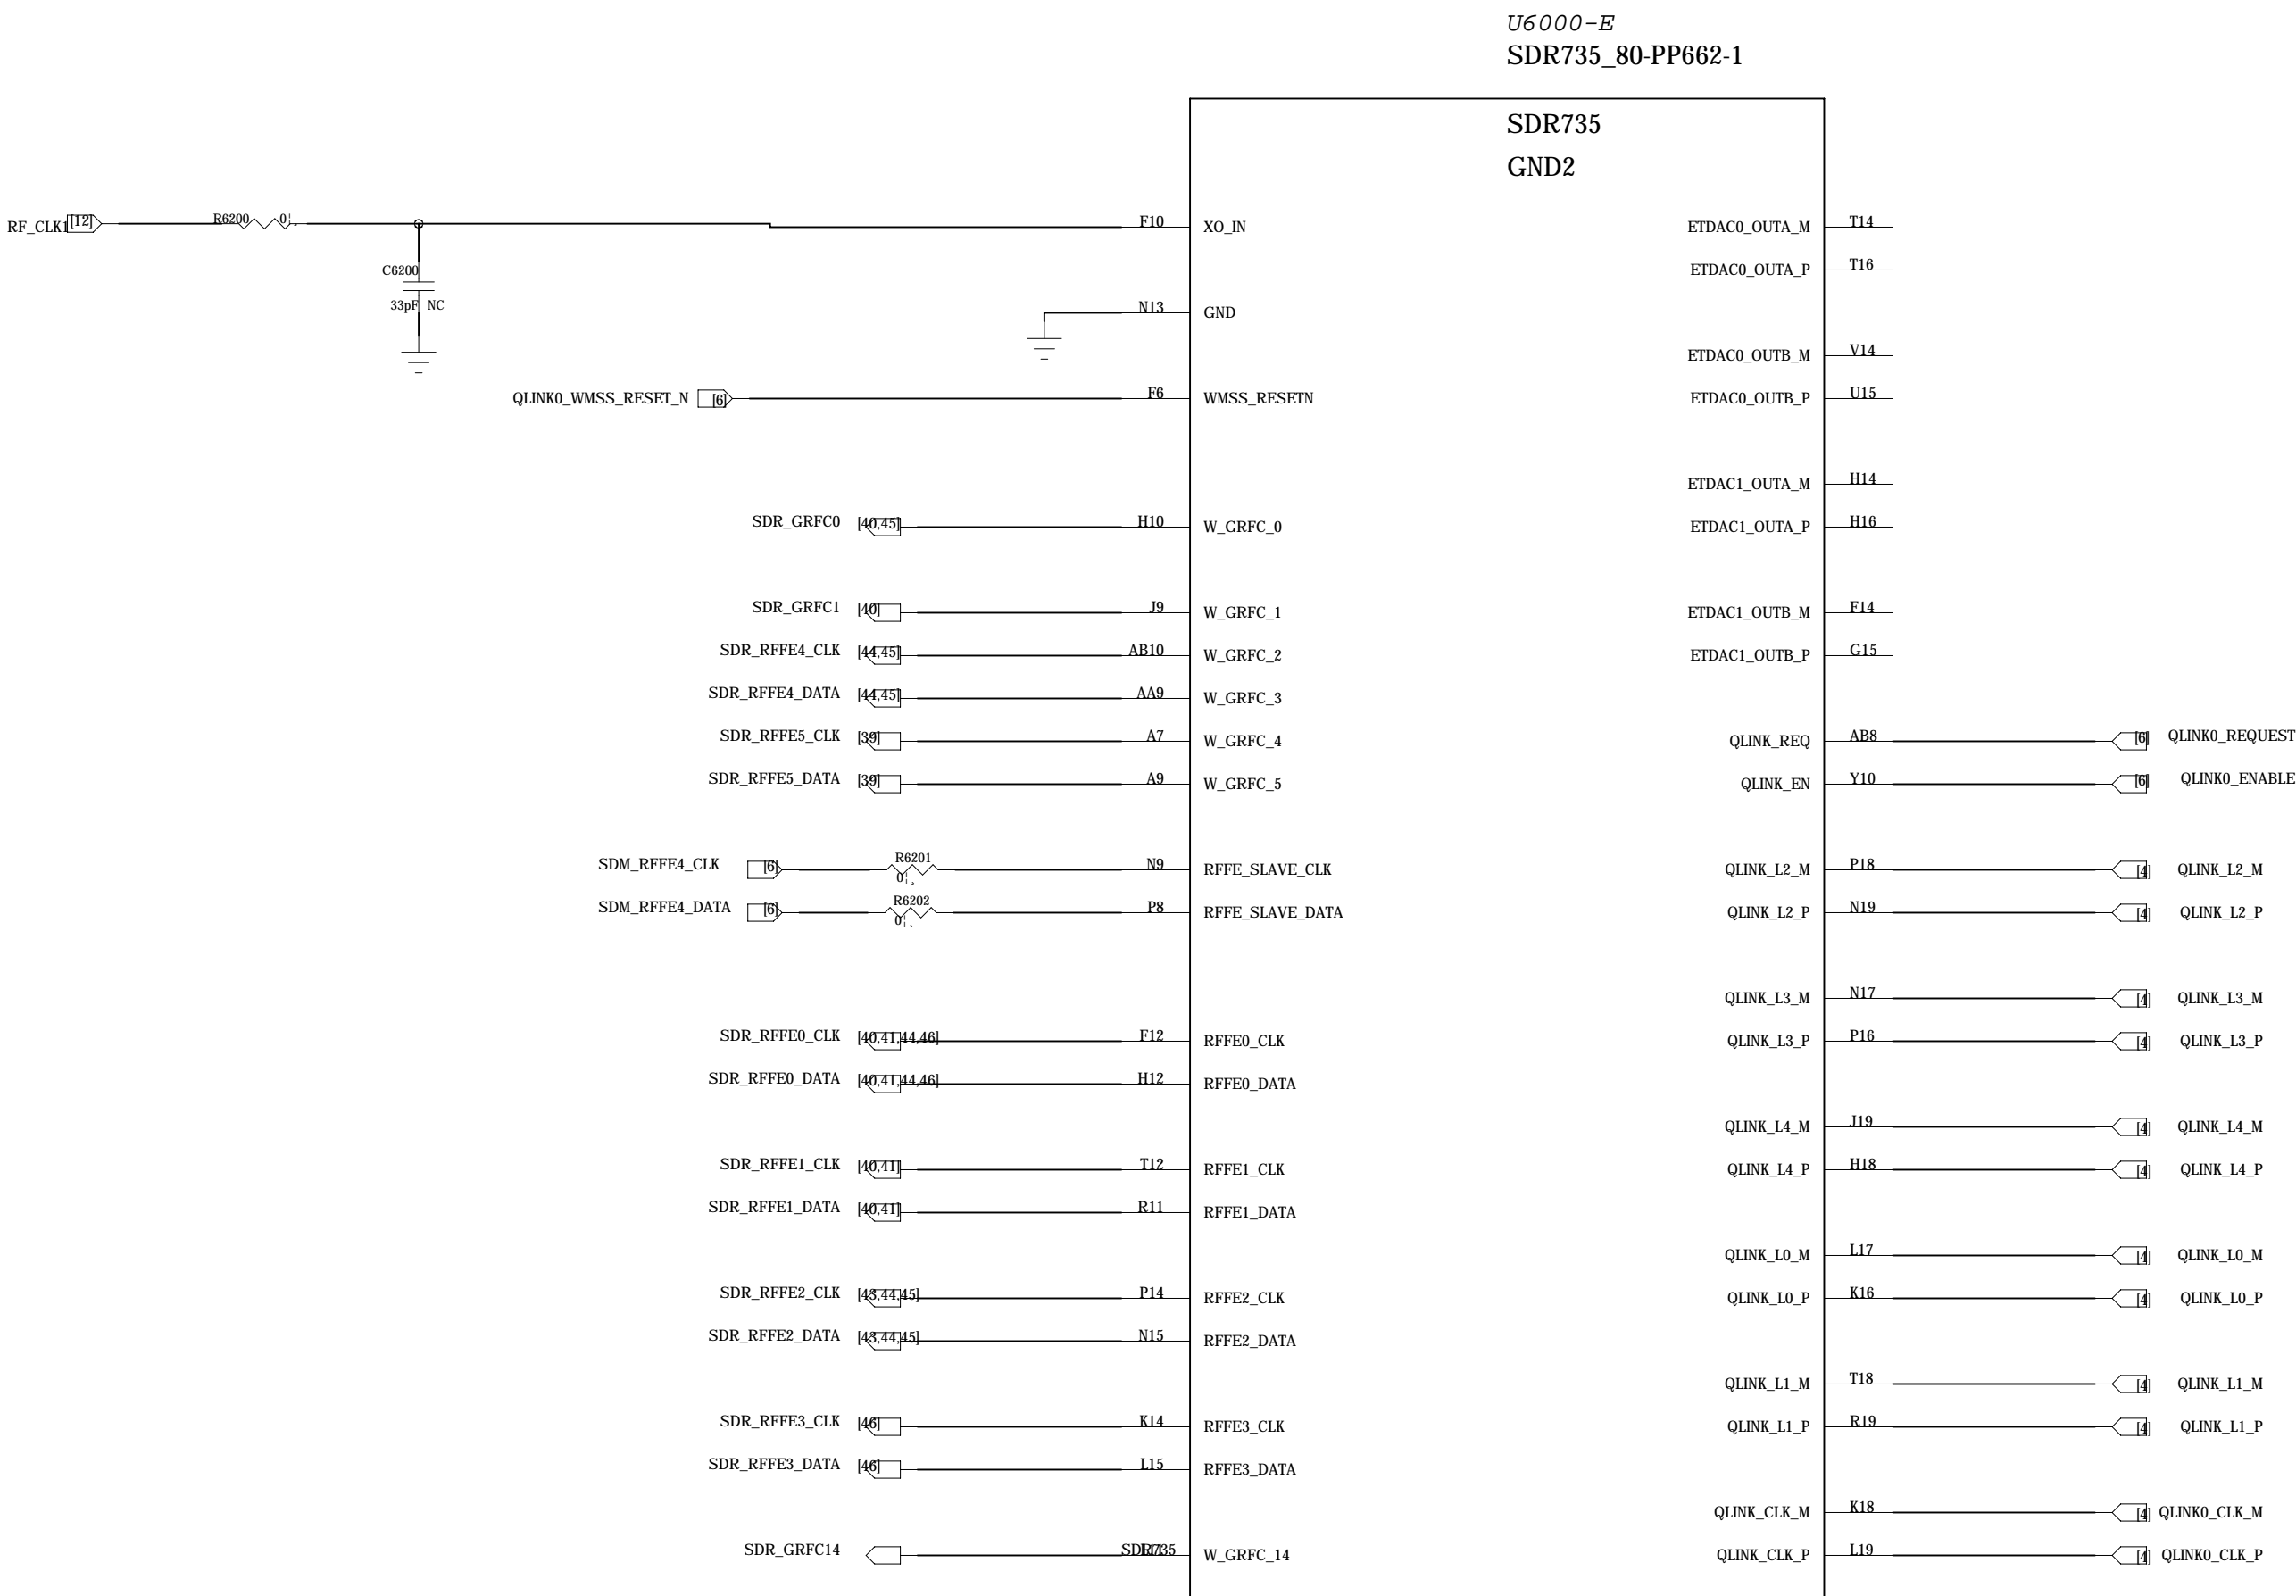 U6000-E
SDR735_80-PP662-1
SDR735
GND2
RF_CLK1 [12] R6200 0 F10 XO_IN ETDAC0_OUTA_M T14
C6200 ETDAC0_OUTA_P T16
33pF NC N13 GND
ETDAC0_OUTB_M V14
QLINK0_WMSS_RESET_N [6] F6 WMSS_RESETN ETDAC0_OUTB_P U15
ETDAC1_OUTA_M H14
SDR_GRFC0 [40,45] H10 W_GRFC_0 ETDAC1_OUTA_P H16
SDR_GRFC1 [40] J9 W_GRFC_1 ETDAC1_OUTB_M F14
SDR_RFFE4_CLK [44,45] AB10 W_GRFC_2 ETDAC1_OUTB_P G15
SDR_RFFE4_DATA [44,45] AA9 W_GRFC_3
SDR_RFFE5_CLK [39] A7 W_GRFC_4 QLINK_REQ AB8 [6] QLINK0_REQUEST
SDR_RFFE5_DATA [39] A9 W_GRFC_5 QLINK_EN Y10 [6] QLINK0_ENABLE
SDM_RFFE4_CLK [6] R6201 0 N9 RFFE_SLAVE_CLK QLINK_L2_M P18 [4] QLINK_L2_M
SDM_RFFE4_DATA [6] R6202 0 P8 RFFE_SLAVE_DATA QLINK_L2_P N19 [4] QLINK_L2_P
QLINK_L3_M N17 [4] QLINK_L3_M
SDR_RFFE0_CLK [40,41,44,46] F12 RFFE0_CLK QLINK_L3_P P16 [4] QLINK_L3_P
SDR_RFFE0_DATA [40,41,44,46] H12 RFFE0_DATA
QLINK_L4_M J19 [4] QLINK_L4_M
SDR_RFFE1_CLK [40,41] T12 RFFE1_CLK QLINK_L4_P H18 [4] QLINK_L4_P
SDR_RFFE1_DATA [40,41] R11 RFFE1_DATA
QLINK_L0_M L17 [4] QLINK_L0_M
SDR_RFFE2_CLK [43,44,45] P14 RFFE2_CLK QLINK_L0_P K16 [4] QLINK_L0_P
SDR_RFFE2_DATA [43,44,45] N15 RFFE2_DATA
QLINK_L1_M T18 [4] QLINK_L1_M
SDR_RFFE3_CLK [46] K14 RFFE3_CLK QLINK_L1_P R19 [4] QLINK_L1_P
SDR_RFFE3_DATA [46] L15 RFFE3_DATA
QLINK_CLK_M K18 [4] QLINK0_CLK_M
SDR_GRFC14 SDR735 W_GRFC_14 QLINK_CLK_P L19 [4] QLINK0_CLK_P